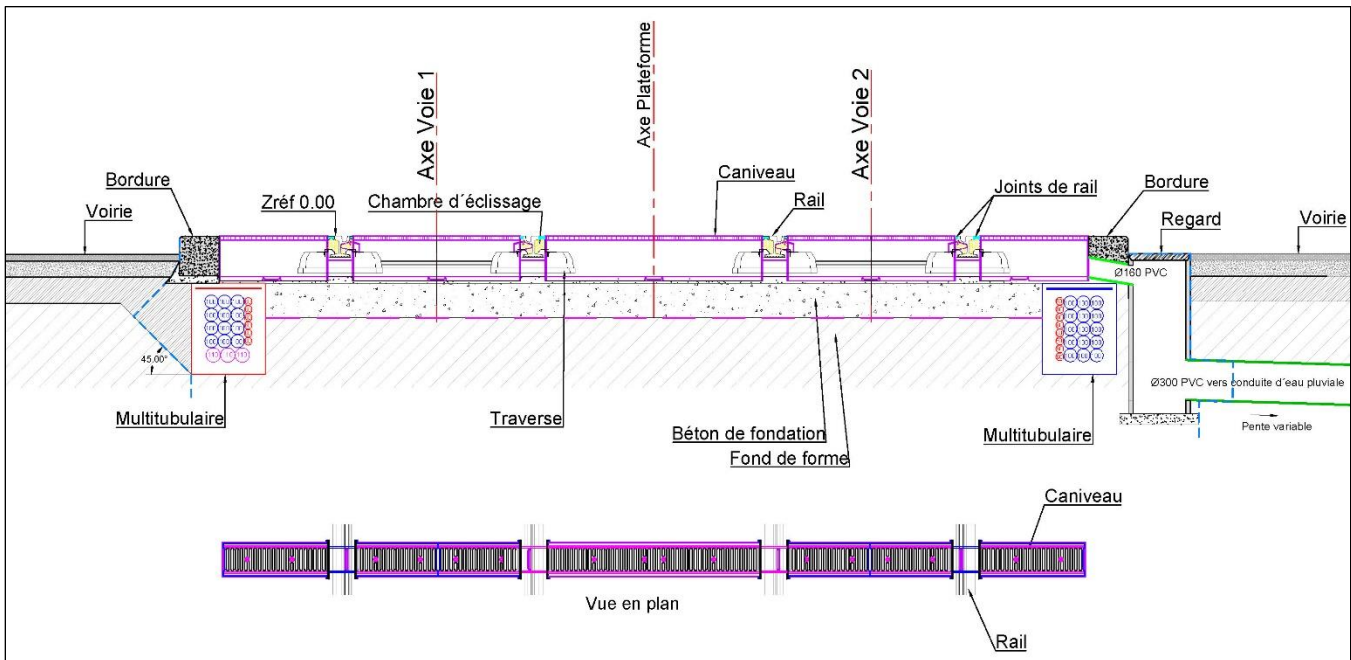 Axe Voie 1
Axe Plateforme
Axe Voie 2
Bordure
Voirie
Zréf 0.00
Chambre d´éclissage
Caniveau
Rail
Joints de rail
Bordure
Regard
Voirie
Ø160 PVC
45.00°
Ø300 PVC vers conduite d´eau pluviale
Pente variable
Multitubulaire
Traverse
Béton de fondation
Fond de forme
Multitubulaire
Caniveau
Vue en plan
Rail